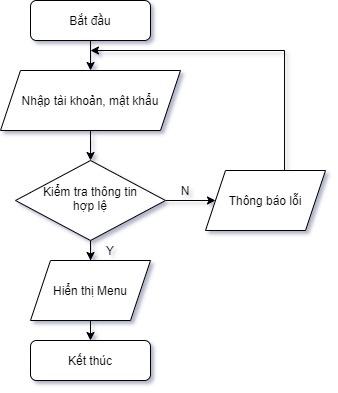 Bắt đầu
Nhập tài khoản, mật khẩu
Kiểm tra thông tin
hợp lệ
N
Thông báo lỗi
Y
Hiển thị Menu
Kết thúc